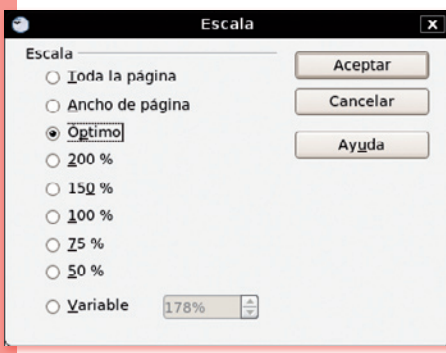 Escala
Escala
Toda la página
Ancho de página
Óptimo
200 %
150 %
100 %
75 %
50 %
Variable 178%
Aceptar
Cancelar
Ayuda